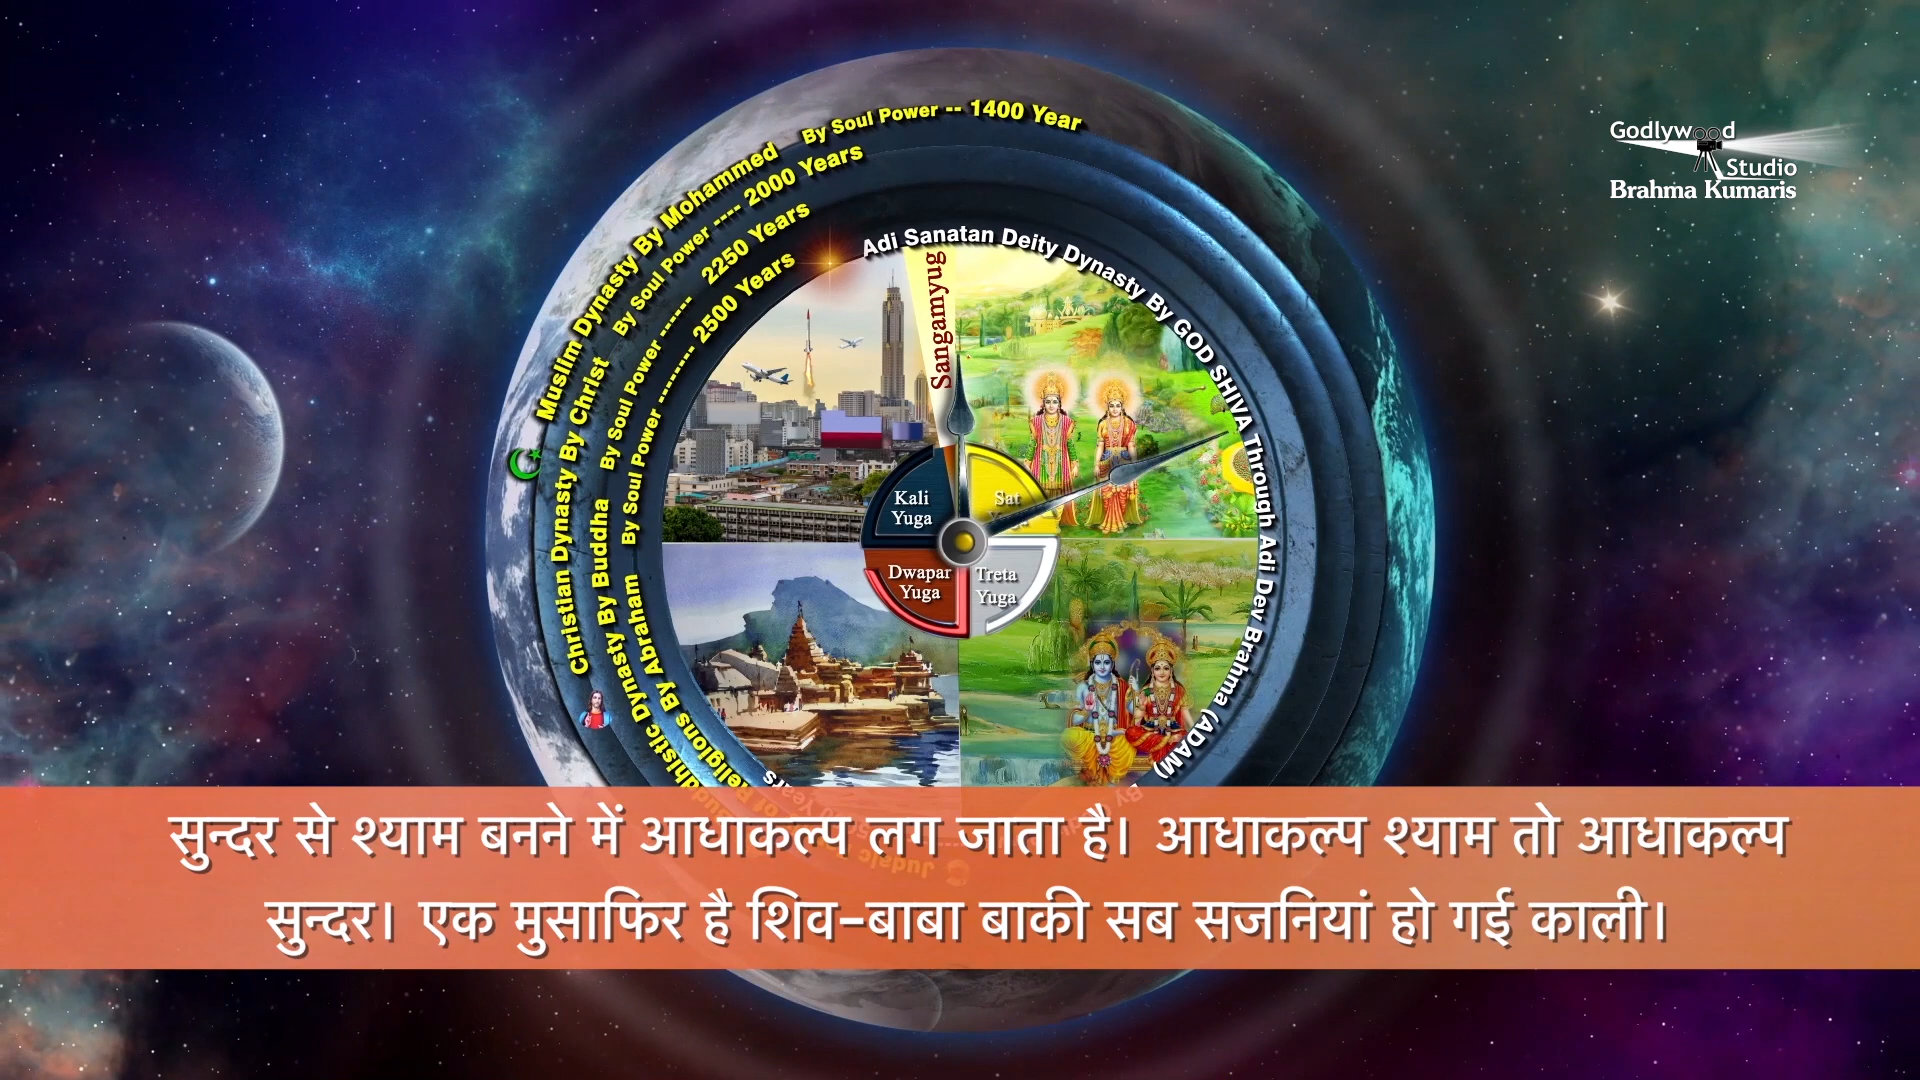 Muslim Dynasty By Mohammed By Soul Power -- 1400 Year
Christian Dynasty By Christ By Soul Power ---- 2000 Years
Dynasty By Buddha By Soul Power ------ 2250 Years
Religions By Abraham By Soul Power -------- 2500 Years
Adi Sanatan Deity Dynasty By GOD SHIVA Through Adi Dev Brahma (ADAM)
Sangamyug
Kali
Yuga
Sat
Dwapar
Yuga
Treta
Yuga
Godlywood
Studio
Brahma Kumaris
सुन्दर से श्याम बनने में आधाकल्प लग जाता है। आधाकल्प श्याम तो आधाकल्प
सुन्दर। एक मुसाफिर है शिव-बाबा बाकी सब सजनियां हो गई काली।